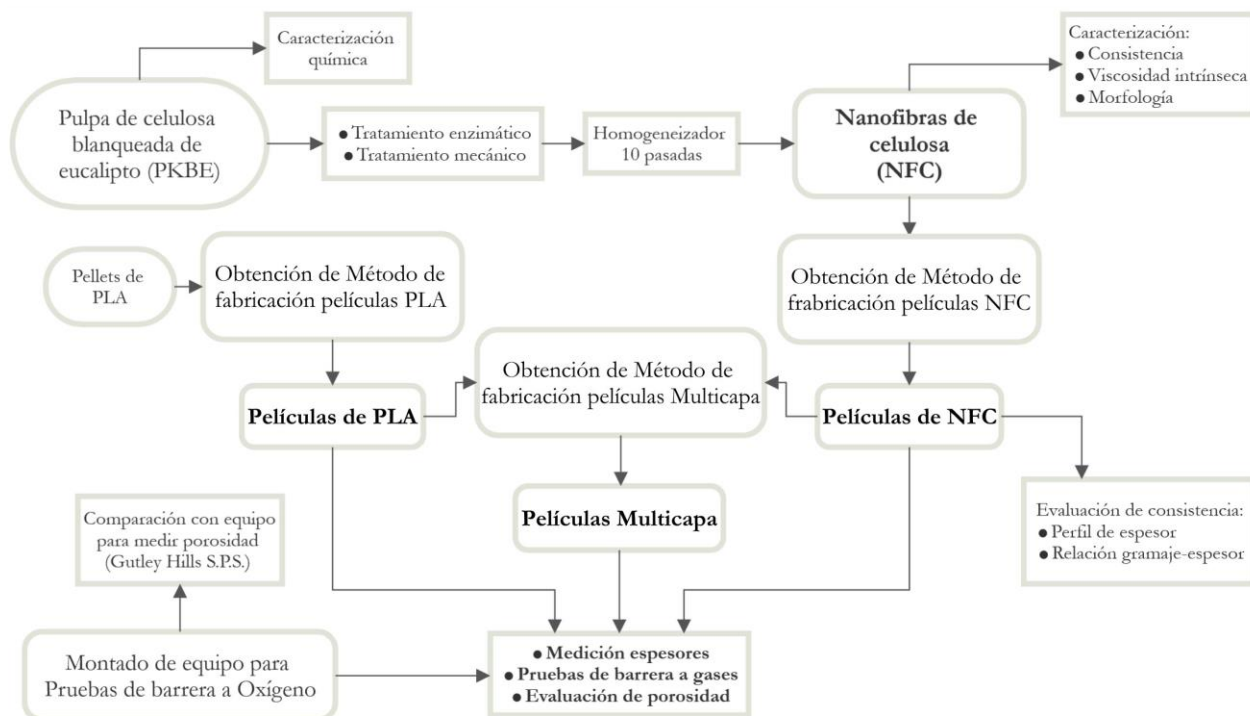 Caracterización
química
Caracterización:
● Consistencia
● Viscosidad intrínseca
● Morfología
Pulpa de celulosa
blanqueada de
eucalipto (PKBE)
● Tratamiento enzimático
● Tratamiento mecánico
Homogeneizador
10 pasadas
Nanofibras de
celulosa
(NFC)
Pellets de
PLA
Obtención de Método de
fabricación películas PLA
Obtención de Método de
frabricación películas NFC
Obtención de Método de
fabricación películas Multicapa
Películas de PLA
Películas de NFC
Películas Multicapa
Comparación con equipo
para medir porosidad
(Gutley Hills S.P.S.)
Evaluación de consistencia:
● Perfil de espesor
● Relación gramaje-espesor
Montado de equipo para
Pruebas de barrera a Oxígeno
● Medición espesores
● Pruebas de barrera a gases
● Evaluación de porosidad